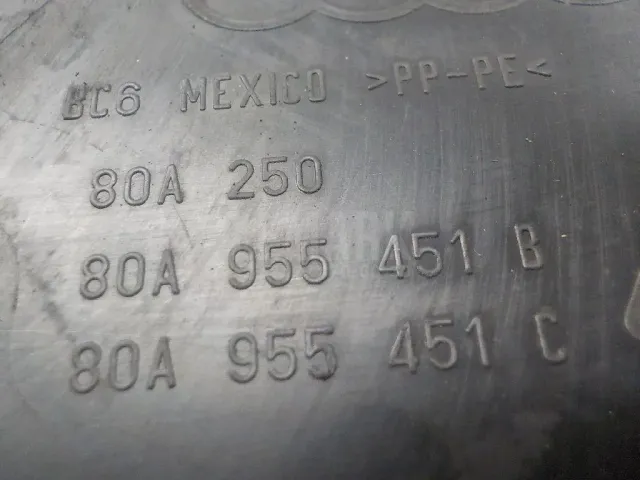 BC6 MEXICO >PP-PE<
80A 250
80A 955 451 B
80A 955 451 C